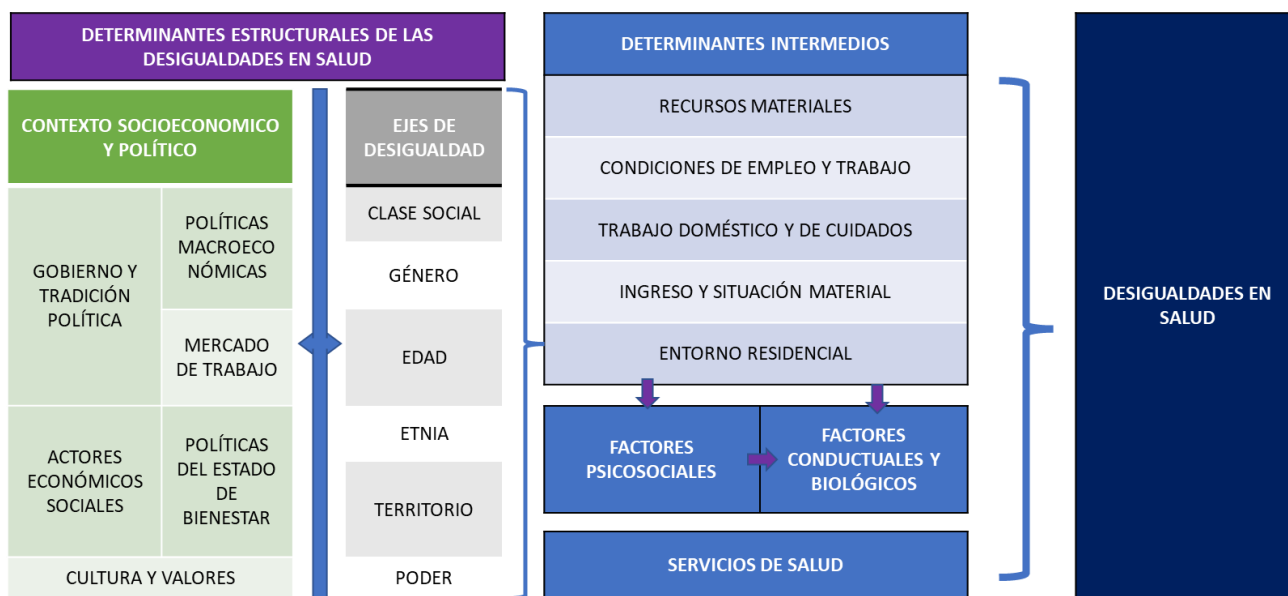 DETERMINANTES ESTRUCTURALES DE LAS
DESIGUALDADES EN SALUD
CONTEXTO SOCIOECONOMICO
Y POLÍTICO
GOBIERNO Y
TRADICIÓN
POLÍTICA
POLÍTICAS
MACROECO
NÓMICAS
MERCADO
DE TRABAJO
ACTORES
ECONÓMICOS
SOCIALES
POLÍTICAS
DEL ESTADO
DE
BIENESTAR
CULTURA Y VALORES
EJES DE
DESIGUALDAD
CLASE SOCIAL
GÉNERO
EDAD
ETNIA
TERRITORIO
PODER
DETERMINANTES INTERMEDIOS
RECURSOS MATERIALES
CONDICIONES DE EMPLEO Y TRABAJO
TRABAJO DOMÉSTICO Y DE CUIDADOS
INGRESO Y SITUACIÓN MATERIAL
ENTORNO RESIDENCIAL
FACTORES
PSICOSOCIALES
FACTORES
CONDUCTUALES Y
BIOLÓGICOS
SERVICIOS DE SALUD
DESIGUALDADES EN
SALUD